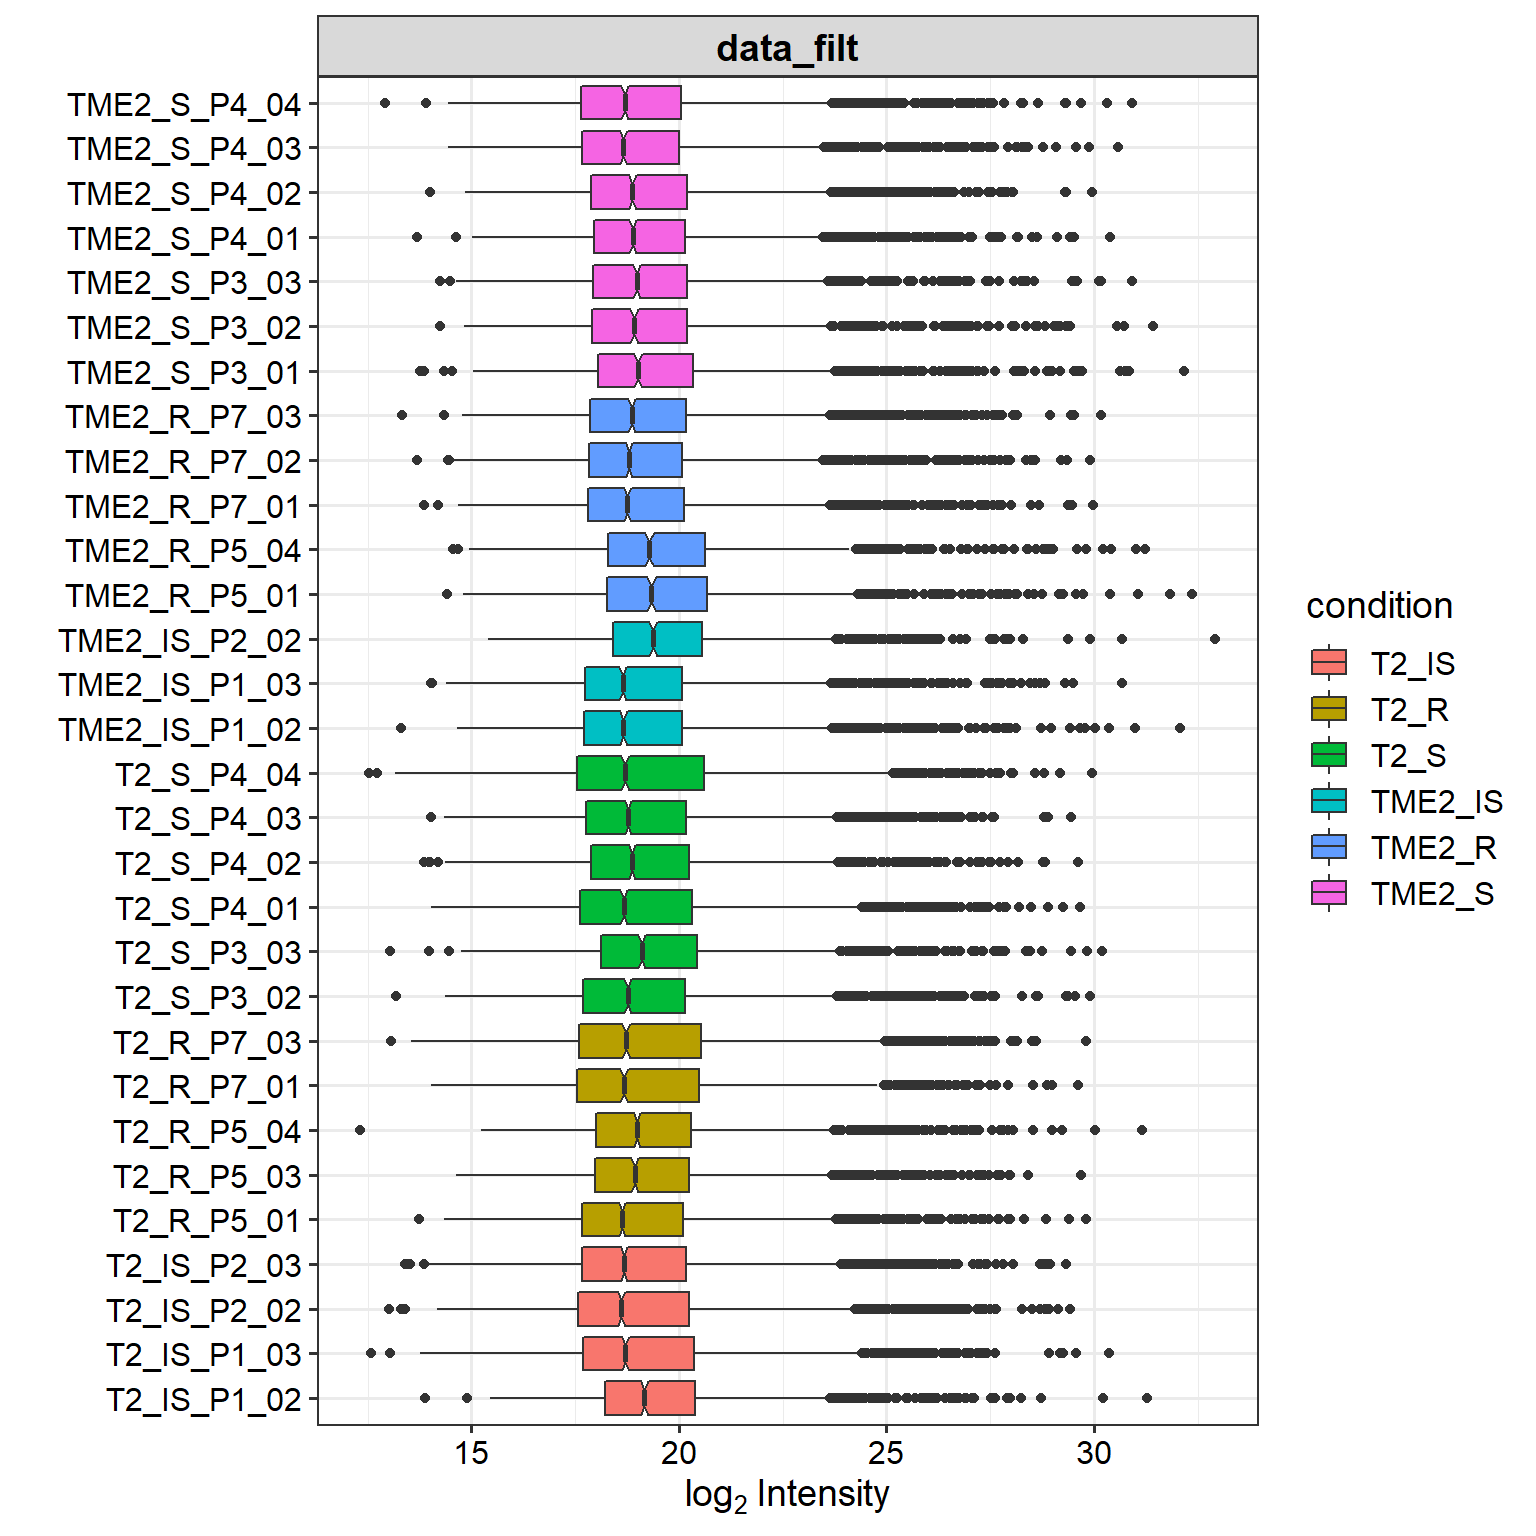 data_filt
TME2_S_P4_04
TME2_S_P4_03
TME2_S_P4_02
TME2_S_P4_01
TME2_S_P3_03
TME2_S_P3_02
TME2_S_P3_01
TME2_R_P7_03
TME2_R_P7_02
TME2_R_P7_01
TME2_R_P5_04
TME2_R_P5_01
TME2_IS_P2_02
TME2_IS_P1_03
TME2_IS_P1_02
T2_S_P4_04
T2_S_P4_03
T2_S_P4_02
T2_S_P4_01
T2_S_P3_03
T2_S_P3_02
T2_R_P7_03
T2_R_P7_01
T2_R_P5_04
T2_R_P5_03
T2_R_P5_01
T2_IS_P2_03
T2_IS_P2_02
T2_IS_P1_03
T2_IS_P1_02
15 20 25 30
log₂ Intensity
condition
T2_IS
T2_R
T2_S
TME2_IS
TME2_R
TME2_S